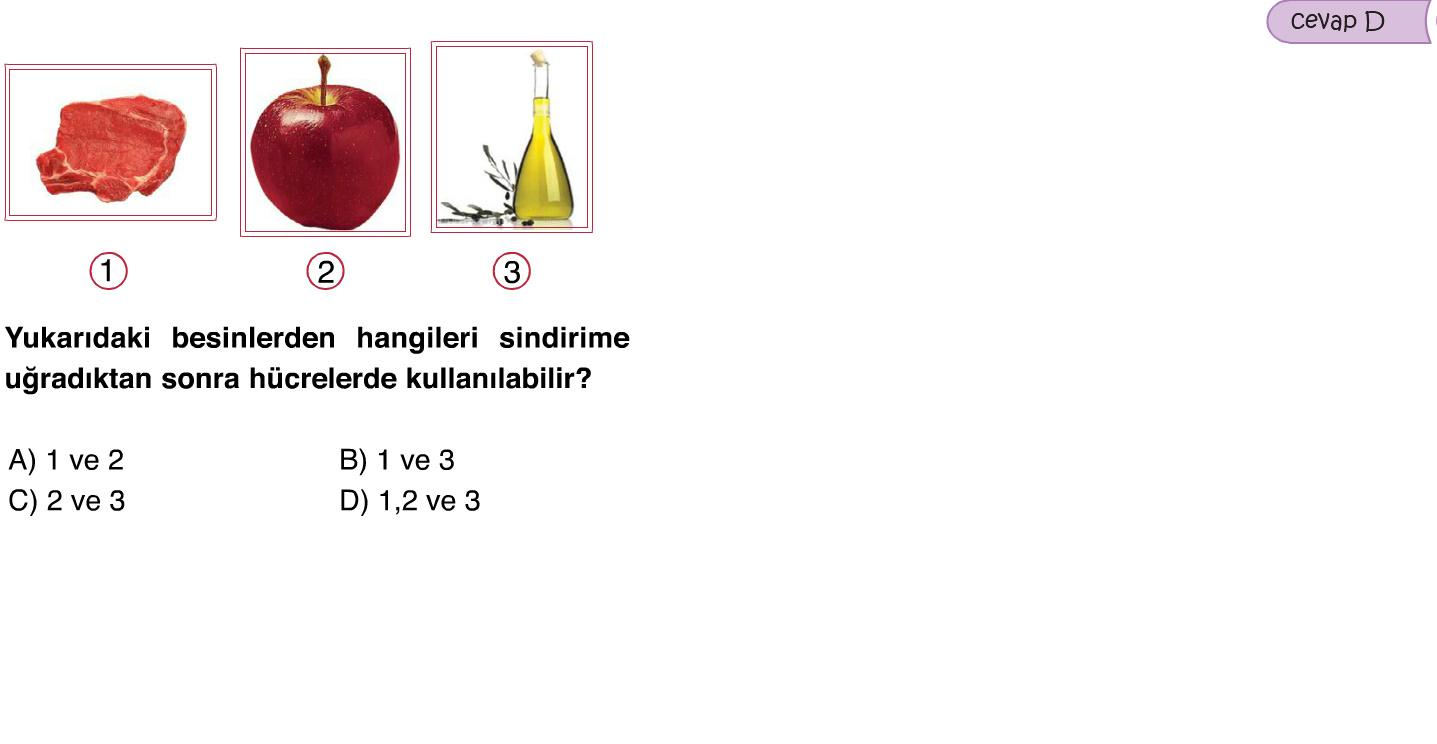 cevap D
1 2 3
Yukarıdaki besinlerden hangileri sindirime
uğradıktan sonra hücrelerde kullanılabilir?
A) 1 ve 2 B) 1 ve 3
C) 2 ve 3 D) 1,2 ve 3